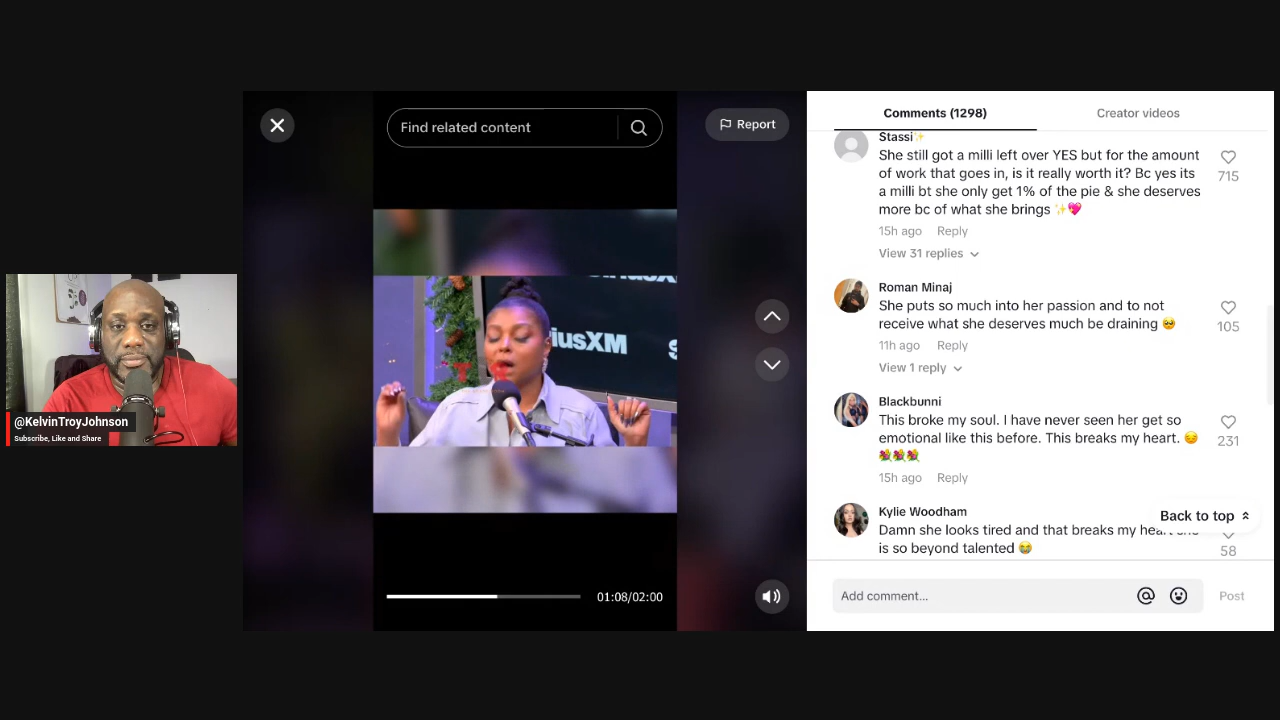 @KelvinTroyJohnson
Subscribe, Like and Share
Find related content
Report
SiriusXM
iusXM
S
01:08/02:00
Comments (1298)
Creator videos
Stassi✨
She still got a milli left over YES but for the amount
of work that goes in, is it really worth it? Bc yes its
a milli bt she only get 1% of the pie & she deserves
more bc of what she brings ✨💖
715
15h ago Reply
View 31 replies
Roman Minaj
She puts so much into her passion and to not
receive what she deserves much be draining 🥺
105
11h ago Reply
View 1 reply
Blackbunni
This broke my soul. I have never seen her get so
emotional like this before. This breaks my heart. 😔
💐💐💐
231
15h ago Reply
Kylie Woodham
Damn she looks tired and that breaks my heart she
is so beyond talented 😭
58
Back to top
Add comment...
Post